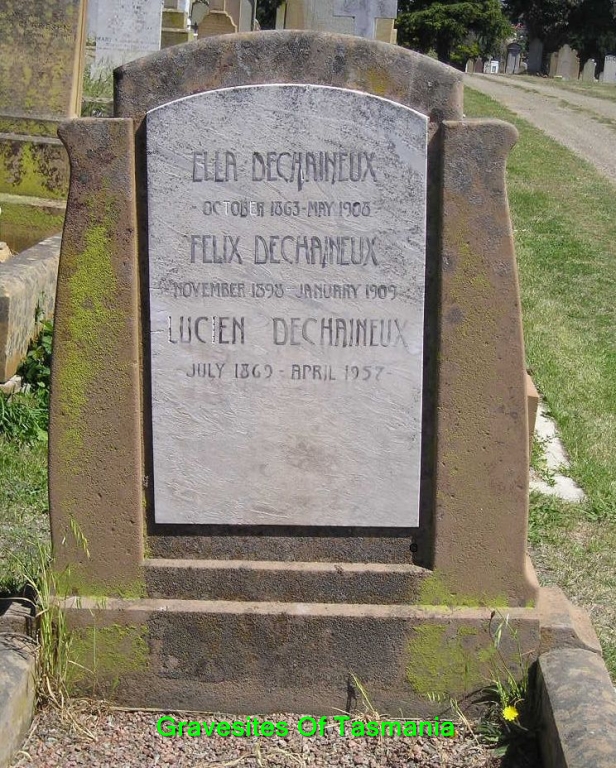 ELLA DECHAINEUX
- OCTOBER 1863 - MAY 1908 -
FELIX DECHAINEUX
- NOVEMBER 1898 - JANUARY 1909 -
LUCIEN DECHAINEUX
- JULY 1869 - APRIL 1957 -
Gravesites Of Tasmania